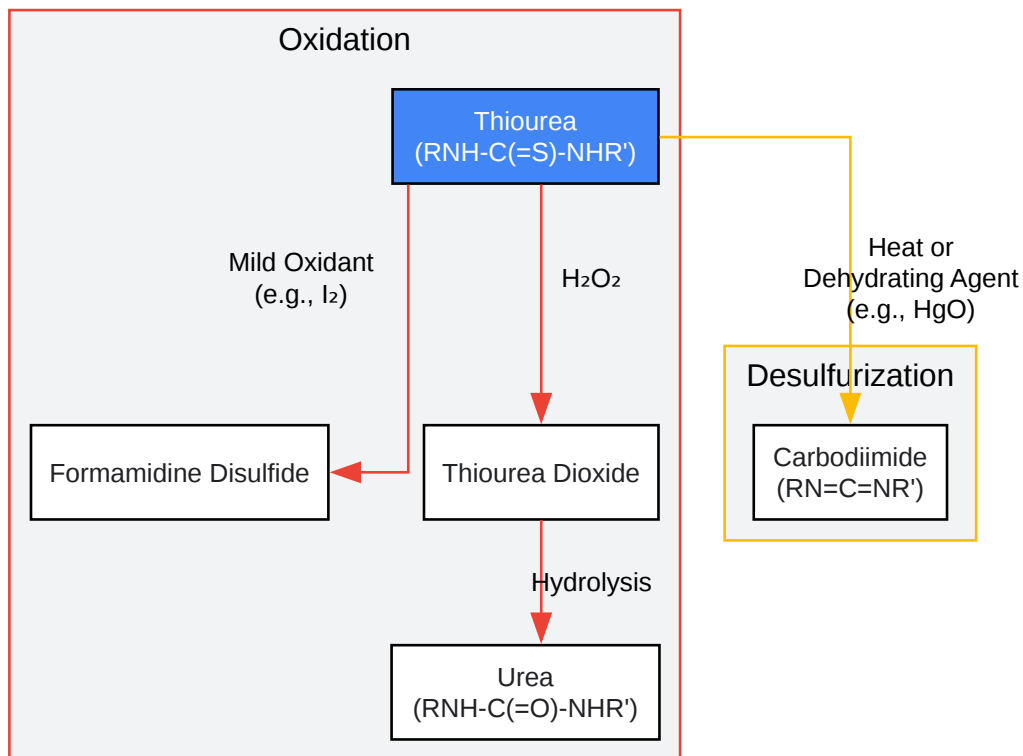 Oxidation
Thiourea
(RNH-C(=S)-NHR')
Mild Oxidant
(e.g., I₂)
H₂O₂
Heat or
Dehydrating Agent
(e.g., HgO)
Desulfurization
Formamidine Disulfide
Thiourea Dioxide
Carbodiimide
(RN=C=NR')
Hydrolysis
Urea
(RNH-C(=O)-NHR')